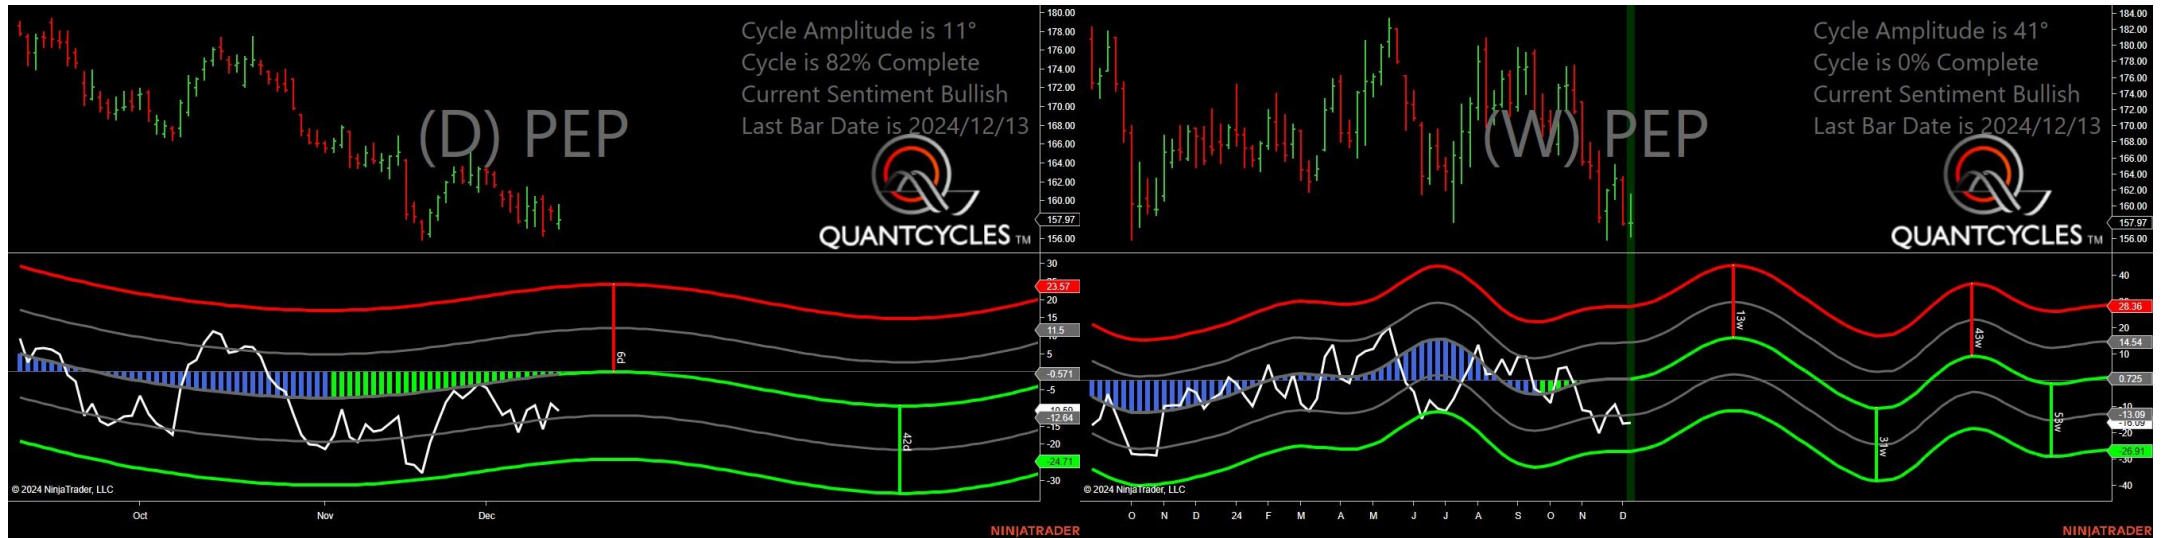 Cycle Amplitude is 11°
Cycle is 82% Complete
Current Sentiment Bullish
Last Bar Date is 2024/12/13
(D) PEP
QUANTCYCLES TM
180.00
178.00
176.00
174.00
172.00
170.00
168.00
166.00
164.00
162.00
160.00
157.97
156.00
30
23.57
20
15
11.5
5
-0.571
-5
-12.64
-15
-20
-24.71
-30
6d
42d
© 2024 NinjaTrader, LLC
Oct Nov Dec
NINJATRADER
Cycle Amplitude is 41°
Cycle is 0% Complete
Current Sentiment Bullish
Last Bar Date is 2024/12/13
(W) PEP
QUANTCYCLES TM
184.00
182.00
180.00
178.00
176.00
174.00
172.00
170.00
168.00
166.00
164.00
162.00
160.00
157.97
156.00
40
28.36
20
14.54
10
0.725
-10
-13.09
-16.09
-20
-26.91
-30
-40
13w
31w
43w
53w
© 2024 NinjaTrader, LLC
O N D 24 F M A M J J A S O N D
NINJATRADER